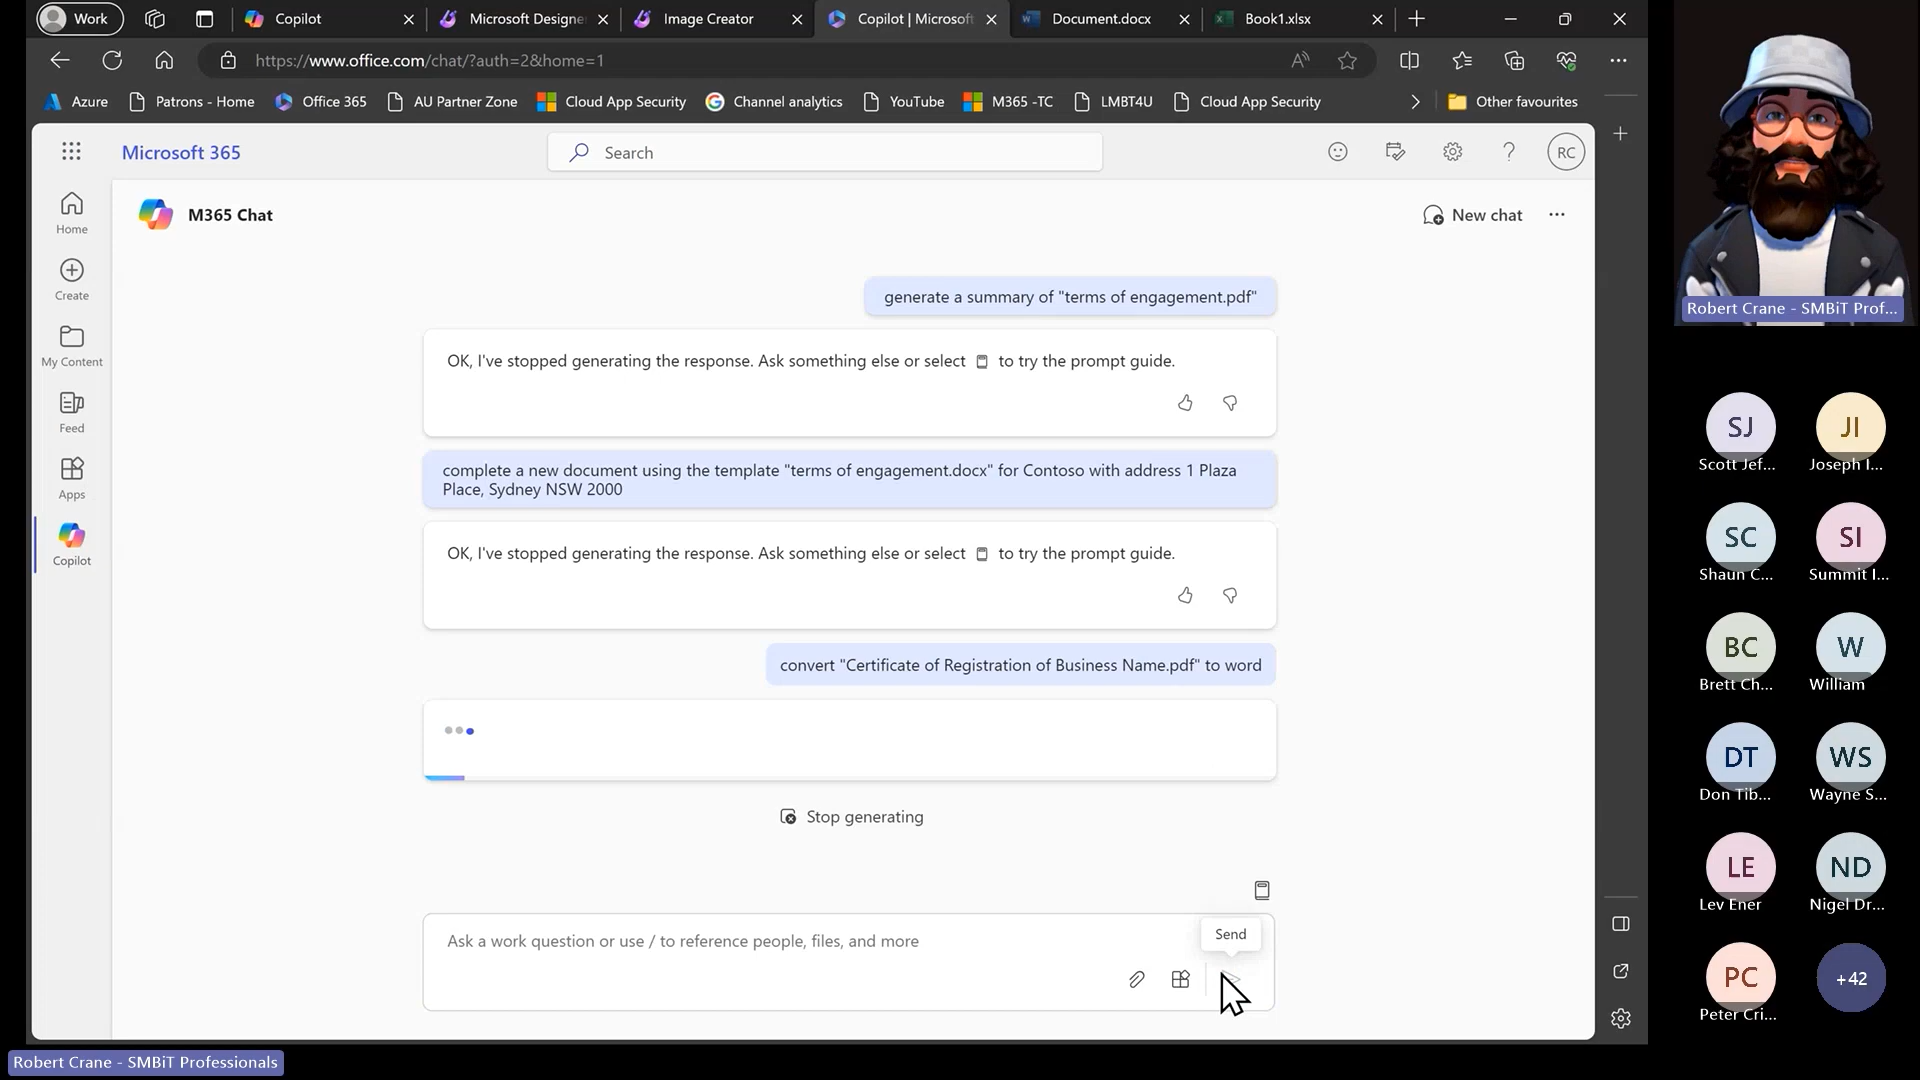 Work
Copilot
Microsoft Designe
Image Creator
Copilot | Microsoft
Document.docx
Book1.xlsx
https://www.office.com/chat/?auth=2&home=1
Azure
Patrons - Home
Office 365
AU Partner Zone
Cloud App Security
Channel analytics
YouTube
M365 -TC
LMBT4U
Cloud App Security
Other favourites
Microsoft 365
Search
RC
Home
Create
My Content
Feed
Apps
Copilot
M365 Chat
New chat
generate a summary of "terms of engagement.pdf"
OK, I've stopped generating the response. Ask something else or select to try the prompt guide.
complete a new document using the template "terms of engagement.docx" for Contoso with address 1 Plaza
Place, Sydney NSW 2000
OK, I've stopped generating the response. Ask something else or select to try the prompt guide.
convert "Certificate of Registration of Business Name.pdf" to word
Stop generating
Send
Ask a work question or use / to reference people, files, and more
Robert Crane - SMBiT Prof...
SJ
Scott Jef...
JI
Joseph I...
SC
Shaun C...
SI
Summit I...
BC
Brett Ch...
W
William
DT
Don Tib...
WS
Wayne S...
LE
Lev Ener
ND
Nigel Dr...
PC
Peter Cri...
+42
Robert Crane - SMBiT Professionals